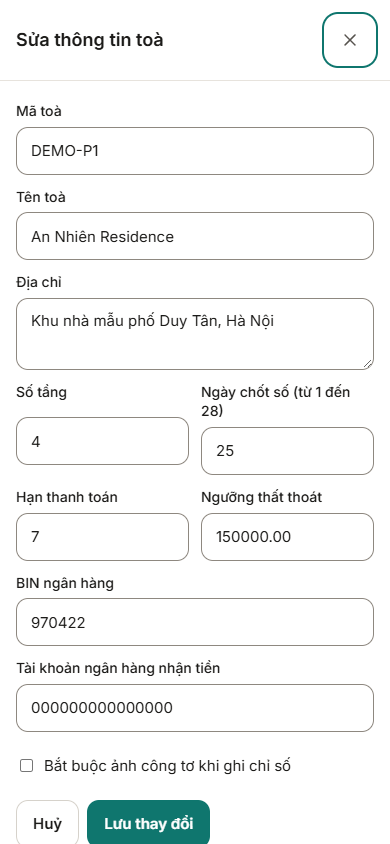 Sửa thông tin toà
Mã toà
DEMO-P1
Tên toà
An Nhiên Residence
Địa chỉ
Khu nhà mẫu phố Duy Tân, Hà Nội
Số tầng
4
Ngày chốt số (từ 1 đến
28)
25
Hạn thanh toán
7
Ngưỡng thất thoát
150000.00
BIN ngân hàng
970422
Tài khoản ngân hàng nhận tiền
000000000000000
Bắt buộc ảnh công tơ khi ghi chỉ số
Huỷ
Lưu thay đổi